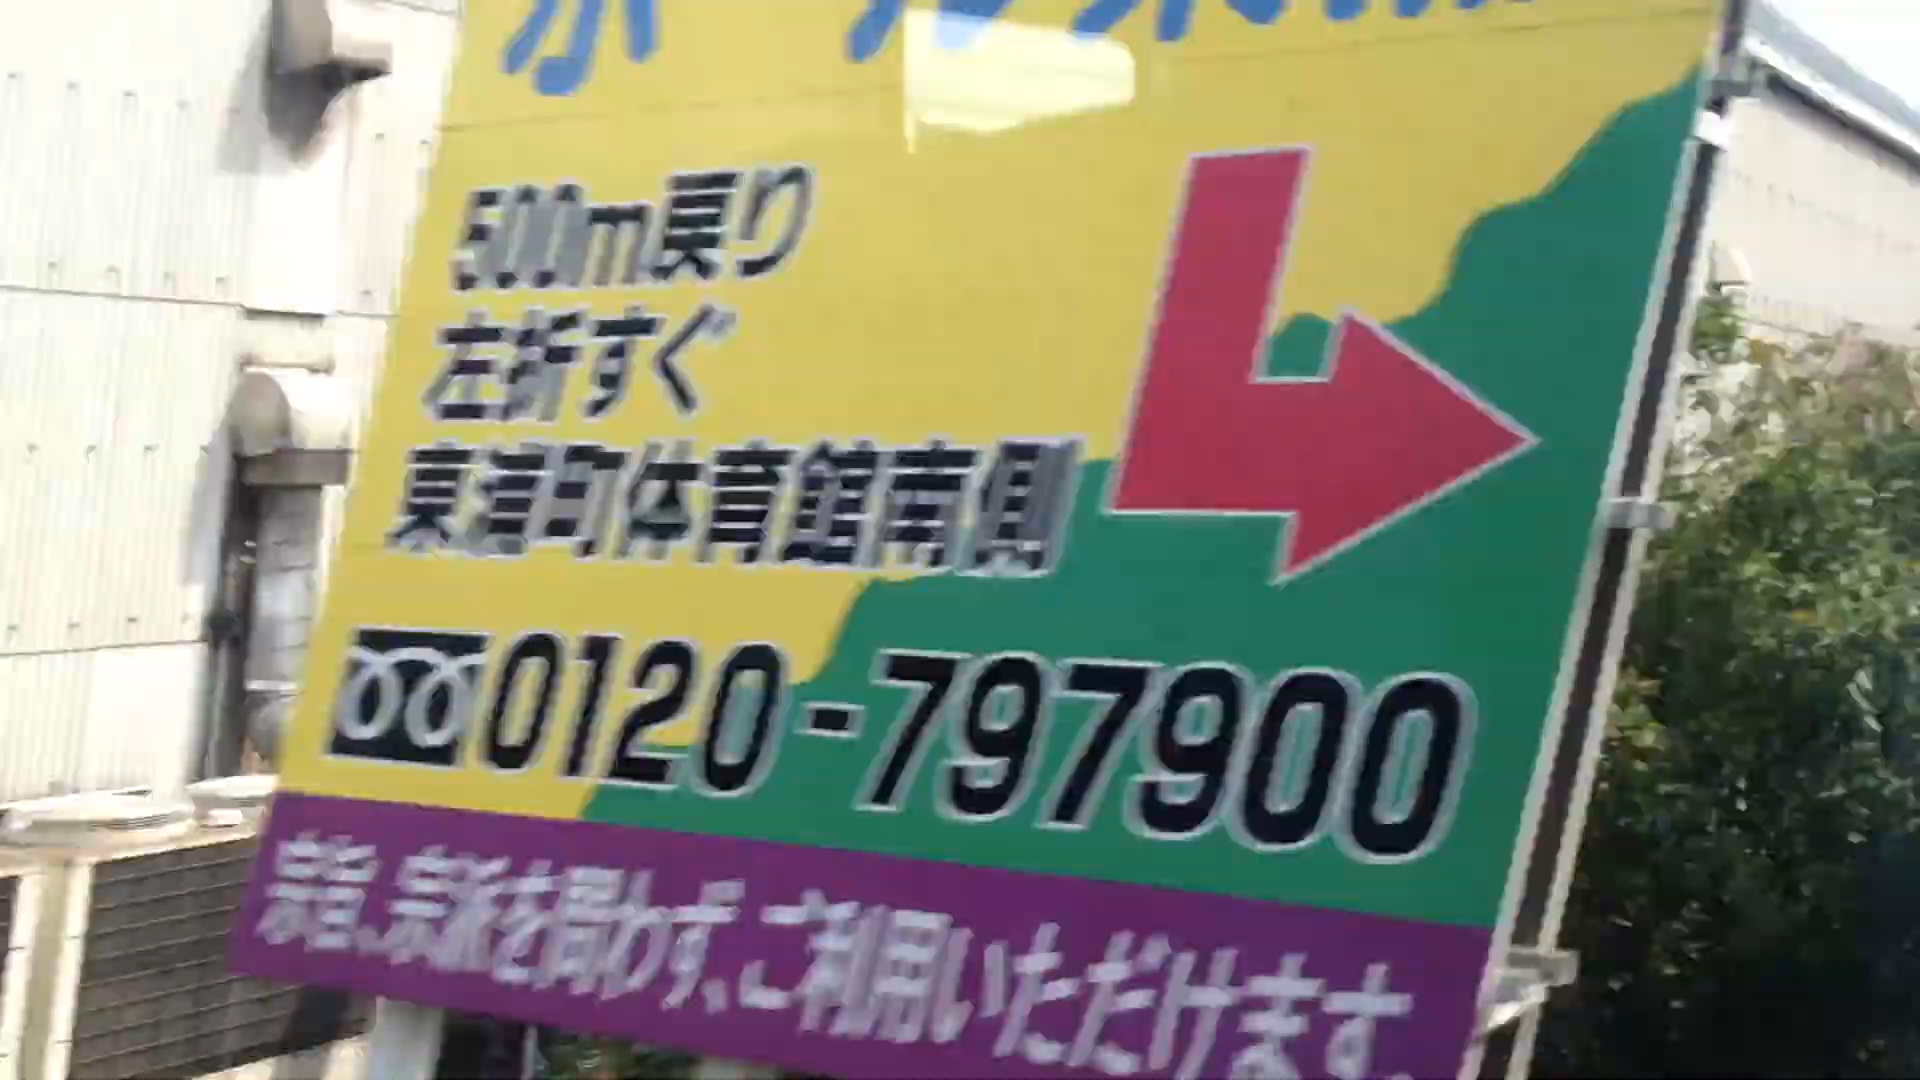 500m戻り
左折すぐ
東浦町体育館南側
0120-797900
宗旨、宗派を問わず、ご利用いただけます。